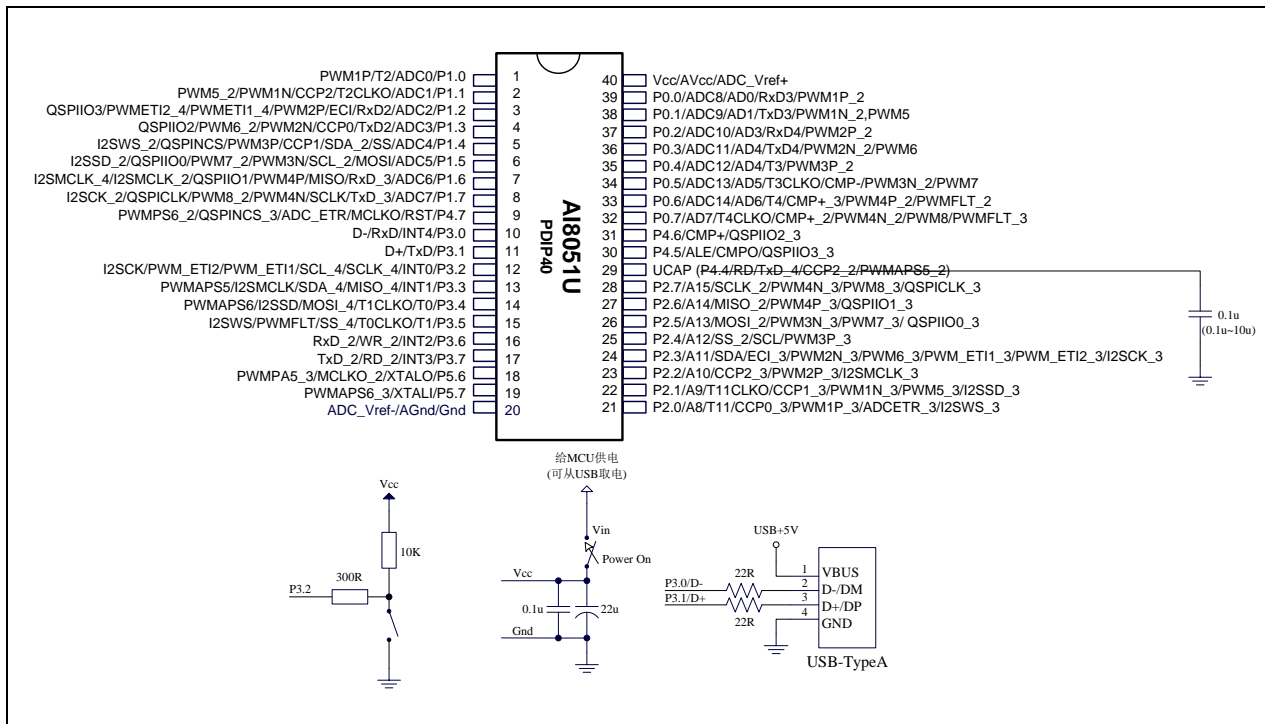 PWM1P/T2/ADC0/P1.0
PWM5_2/PWM1N/CCP2/T2CLKO/ADC1/P1.1
QSPIIO3/PWMETI2_4/PWMETI1_4/PWM2P/ECI/RxD2/ADC2/P1.2
QSPIIO2/PWM6_2/PWM2N/CCP0/TxD2/ADC3/P1.3
I2SWS_2/QSPINCS/PWM3P/CCP1/SDA_2/SS/ADC4/P1.4
I2SSD_2/QSPIIO0/PWM7_2/PWM3N/SCL_2/MOSI/ADC5/P1.5
I2SMCLK_4/I2SMCLK_2/QSPIIO1/PWM4P/MISO/RxD_3/ADC6/P1.6
I2SCK_2/QSPICLK/PWM8_2/PWM4N/SCLK/TxD_3/ADC7/P1.7
PWMPS6_2/QSPINCS_3/ADC_ETR/MCLKO/RST/P4.7
D-/RxD/INT4/P3.0
D+/TxD/P3.1
I2SCK/PWM_ETI2/PWM_ETI1/SCL_4/SCLK_4/INT0/P3.2
PWMAPS5/I2SMCLK/SDA_4/MISO_4/INT1/P3.3
PWMAPS6/I2SSD/MOSI_4/T1CLKO/T0/P3.4
I2SWS/PWMFLT/SS_4/T0CLKO/T1/P3.5
RxD_2/WR_2/INT2/P3.6
TxD_2/RD_2/INT3/P3.7
PWMPA5_3/MCLKO_2/XTALO/P5.6
PWMAPS6_3/XTALI/P5.7
ADC_Vref-/AGnd/Gnd
1
2
3
4
5
6
7
8
9
10
11
12
13
14
15
16
17
18
19
20
AI8051U
PDIP40
40
39
38
37
36
35
34
33
32
31
30
29
28
27
26
25
24
23
22
21
Vcc/AVcc/ADC_Vref+
P0.0/ADC8/AD0/RxD3/PWM1P_2
P0.1/ADC9/AD1/TxD3/PWM1N_2,PWM5
P0.2/ADC10/AD3/RxD4/PWM2P_2
P0.3/ADC11/AD4/TxD4/PWM2N_2/PWM6
P0.4/ADC12/AD4/T3/PWM3P_2
P0.5/ADC13/AD5/T3CLKO/CMP-/PWM3N_2/PWM7
P0.6/ADC14/AD6/T4/CMP+_3/PWM4P_2/PWMFLT_2
P0.7/AD7/T4CLKO/CMP+_2/PWM4N_2/PWM8/PWMFLT_3
P4.6/CMP+/QSPIIO2_3
P4.5/ALE/CMPO/QSPIIO3_3
UCAP (P4.4/RD/TxD_4/CCP2_2/PWMAPS5_2)
P2.7/A15/SCLK_2/PWM4N_3/PWM8_3/QSPICLK_3
P2.6/A14/MISO_2/PWM4P_3/QSPIIO1_3
P2.5/A13/MOSI_2/PWM3N_3/PWM7_3/ QSPIIO0_3
P2.4/A12/SS_2/SCL/PWM3P_3
P2.3/A11/SDA/ECI_3/PWM2N_3/PWM6_3/PWM_ETI1_3/PWM_ETI2_3/I2SCK_3
P2.2/A10/CCP2_3/PWM2P_3/I2SMCLK_3
P2.1/A9/T11CLKO/CCP1_3/PWM1N_3/PWM5_3/I2SSD_3
P2.0/A8/T11/CCP0_3/PWM1P_3/ADCETR_3/I2SWS_3
0.1u
(0.1u~10u)
Vcc
10K
300R
P3.2
给MCU供电
(可从USB取电)
Vin
Power On
Vcc
0.1u
22u
Gnd
USB+5V
P3.0/D-
P3.1/D+
22R
22R
1
2
3
4
VBUS
D-/DM
D+/DP
GND
USB-TypeA